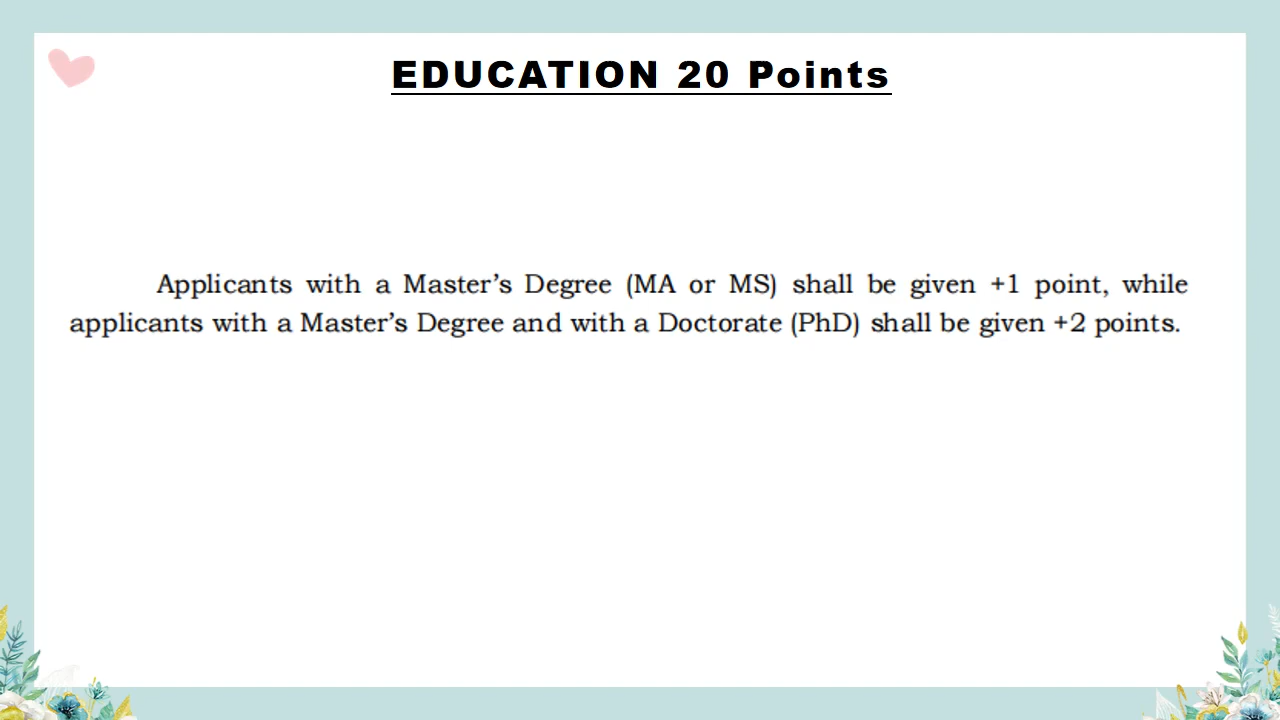 EDUCATION 20 Points
Applicants with a Master’s Degree (MA or MS) shall be given +1 point, while
applicants with a Master’s Degree and with a Doctorate (PhD) shall be given +2 points.